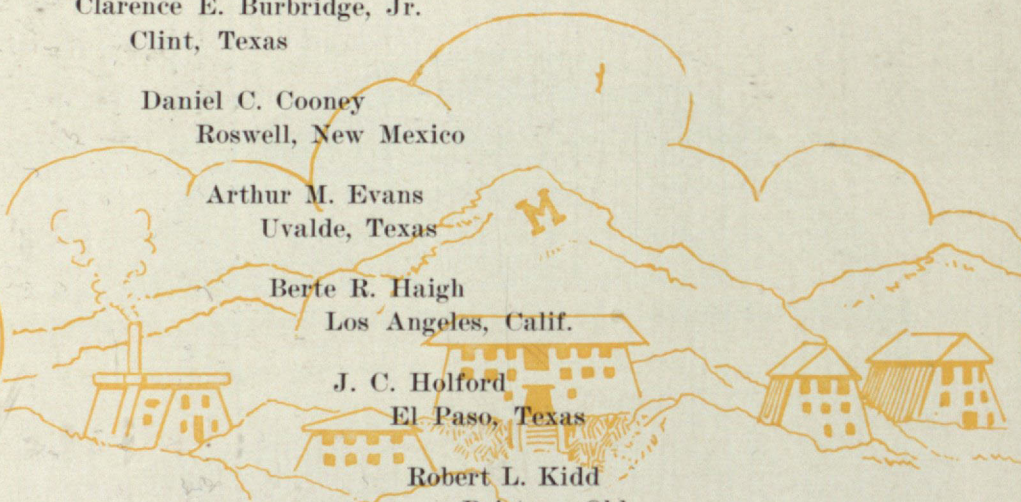 Clarence E. Burbridge, Jr.
Clint, Texas
Daniel C. Cooney
Roswell, New Mexico
Arthur M. Evans
Uvalde, Texas
M
Berte R. Haigh
Los Angeles, Calif.
J. C. Holford
El Paso, Texas
Robert L. Kidd